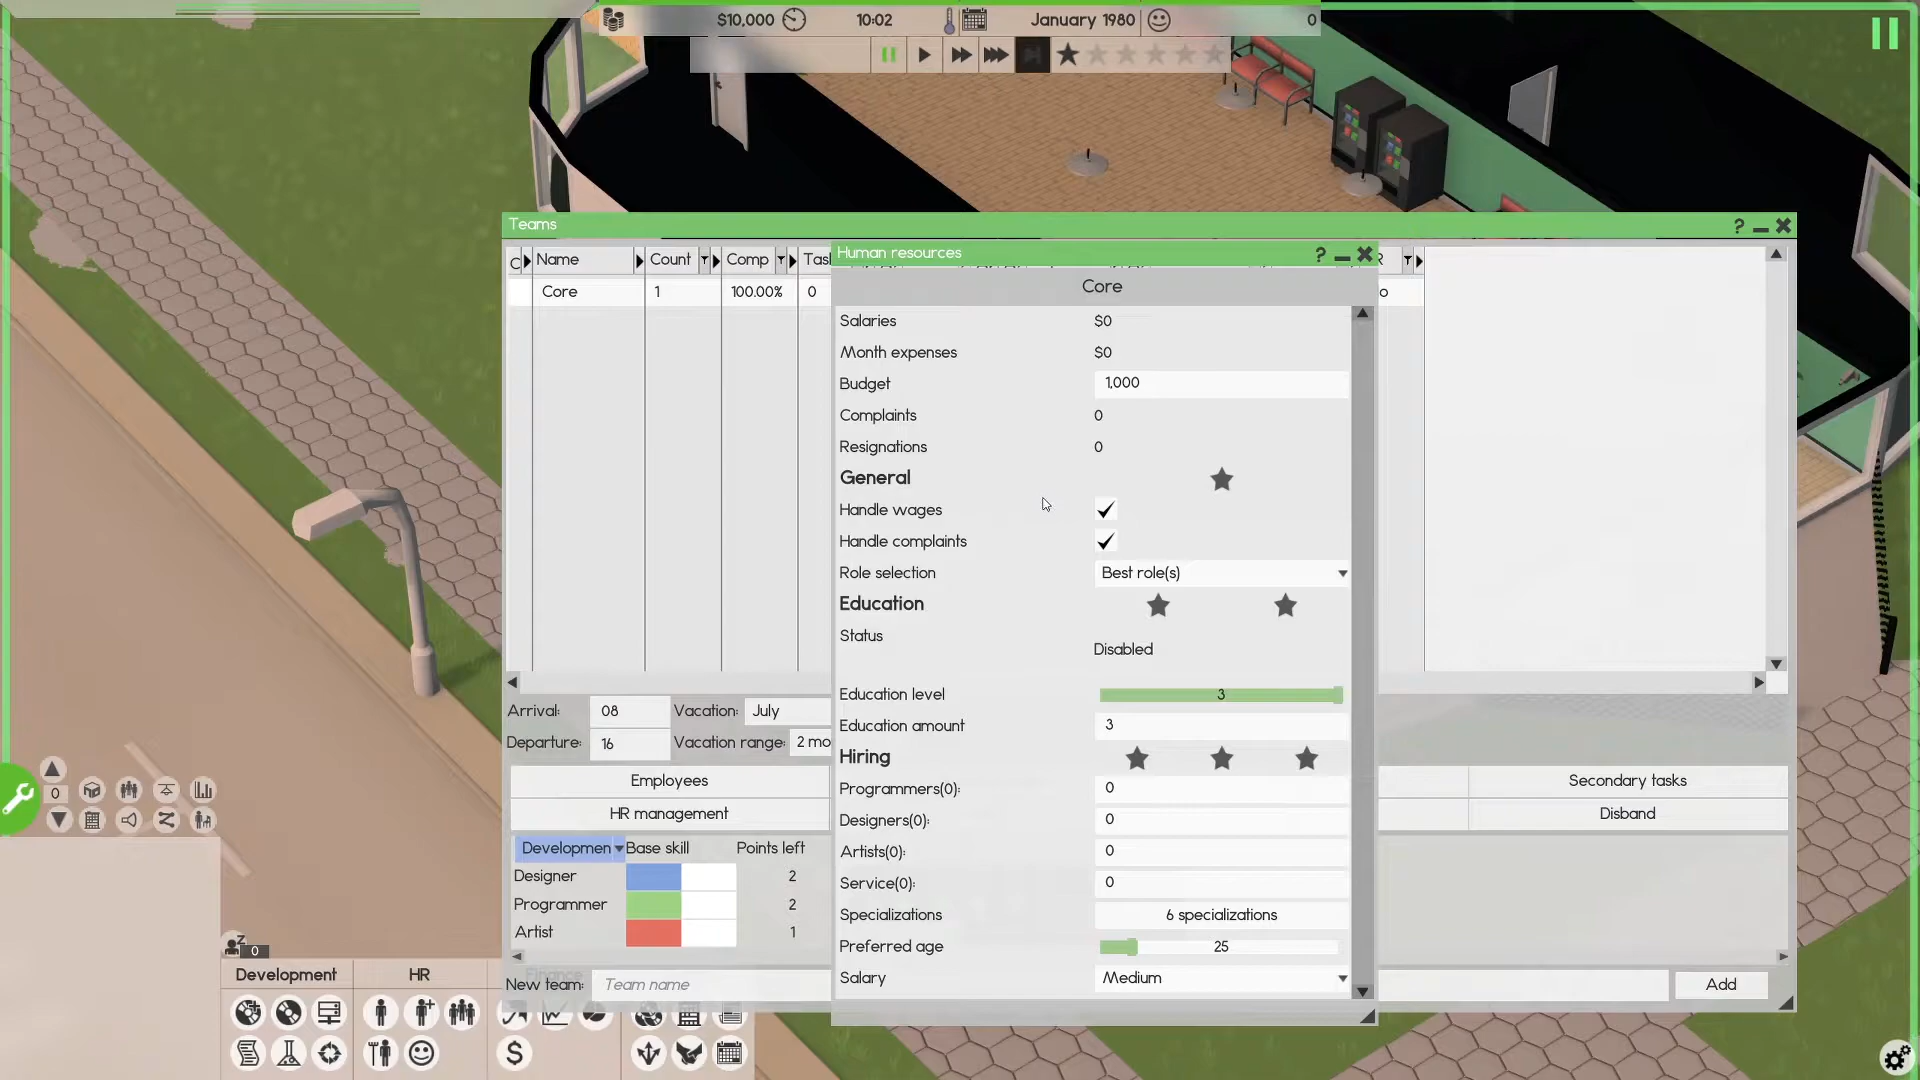 $10,000 10:02 January 1980 0
Teams ?
Human resources ?
C Name Count Comp Tas R
Core 1 100.00% 0 o
Core
Salaries $0
Month expenses $0
Budget 1,000
Complaints 0
Resignations 0
General
Handle wages
Handle complaints
Role selection Best role(s)
Education
Status
Disabled
Education level 3
Education amount 3
Hiring
Programmers(0): 0
Designers(0): 0
Artists(0): 0
Service(0): 0
Specializations 6 specializations
Preferred age 25
Salary Medium
Arrival: 08 Vacation: July
Departure: 16 Vacation range: 2 mo
Employees Secondary tasks
HR management Disband
Developmen Base skill Points left
Designer 2
Programmer 2
Artist 1
New team: Team name Add
0
z
0
Development HR Finance
$